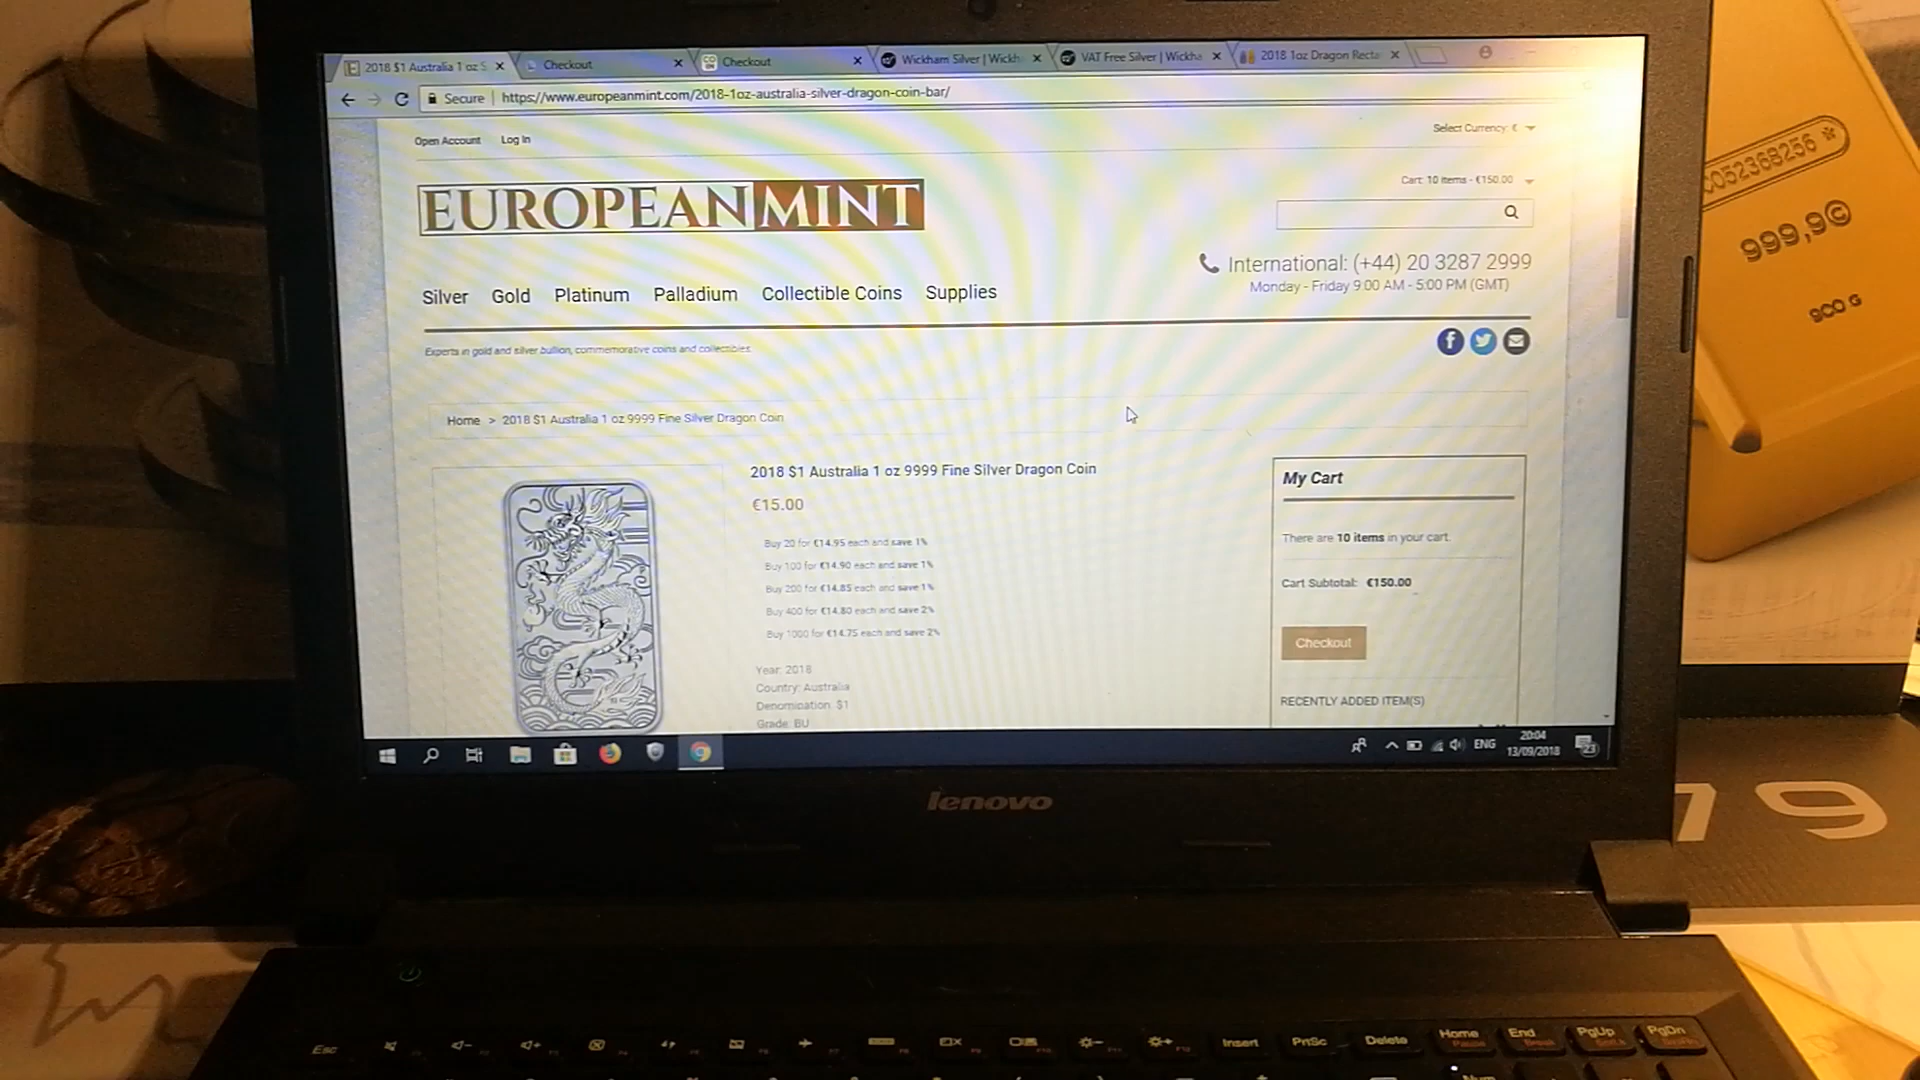 2018 $1 Australia 1 oz S
Checkout
Checkout
Wickham Silver | Wickh
VAT Free Silver | Wickha
2018 1oz Dragon Recta
Secure | https://www.europeanmint.com/2018-1oz-australia-silver-dragon-coin-bar/
Open Account Log In
Select Currency: €
Cart: 10 items - €150.00
EUROPEANMINT
International: (+44) 20 3287 2999
Monday - Friday 9:00 AM - 5:00 PM (GMT)
Silver Gold Platinum Palladium Collectible Coins Supplies
Experts in gold and silver bullion, commemorative coins and collectibles.
Home > 2018 $1 Australia 1 oz 9999 Fine Silver Dragon Coin
2018 $1 Australia 1 oz 9999 Fine Silver Dragon Coin
€15.00
Buy 20 for €14.95 each and save 1%
Buy 100 for €14.90 each and save 1%
Buy 200 for €14.85 each and save 1%
Buy 400 for €14.80 each and save 2%
Buy 1000 for €14.75 each and save 2%
Year: 2018
Country: Australia
Denomination: $1
Grade: BU
My Cart
There are 10 items in your cart.
Cart Subtotal: €150.00
Checkout
RECENTLY ADDED ITEM(S)
ENG
20:04
13/09/2018
23
lenovo
999,9©
900 G
19
Esc
Insert PrtSc Delete Home End PgUp PgDn
Pause Break